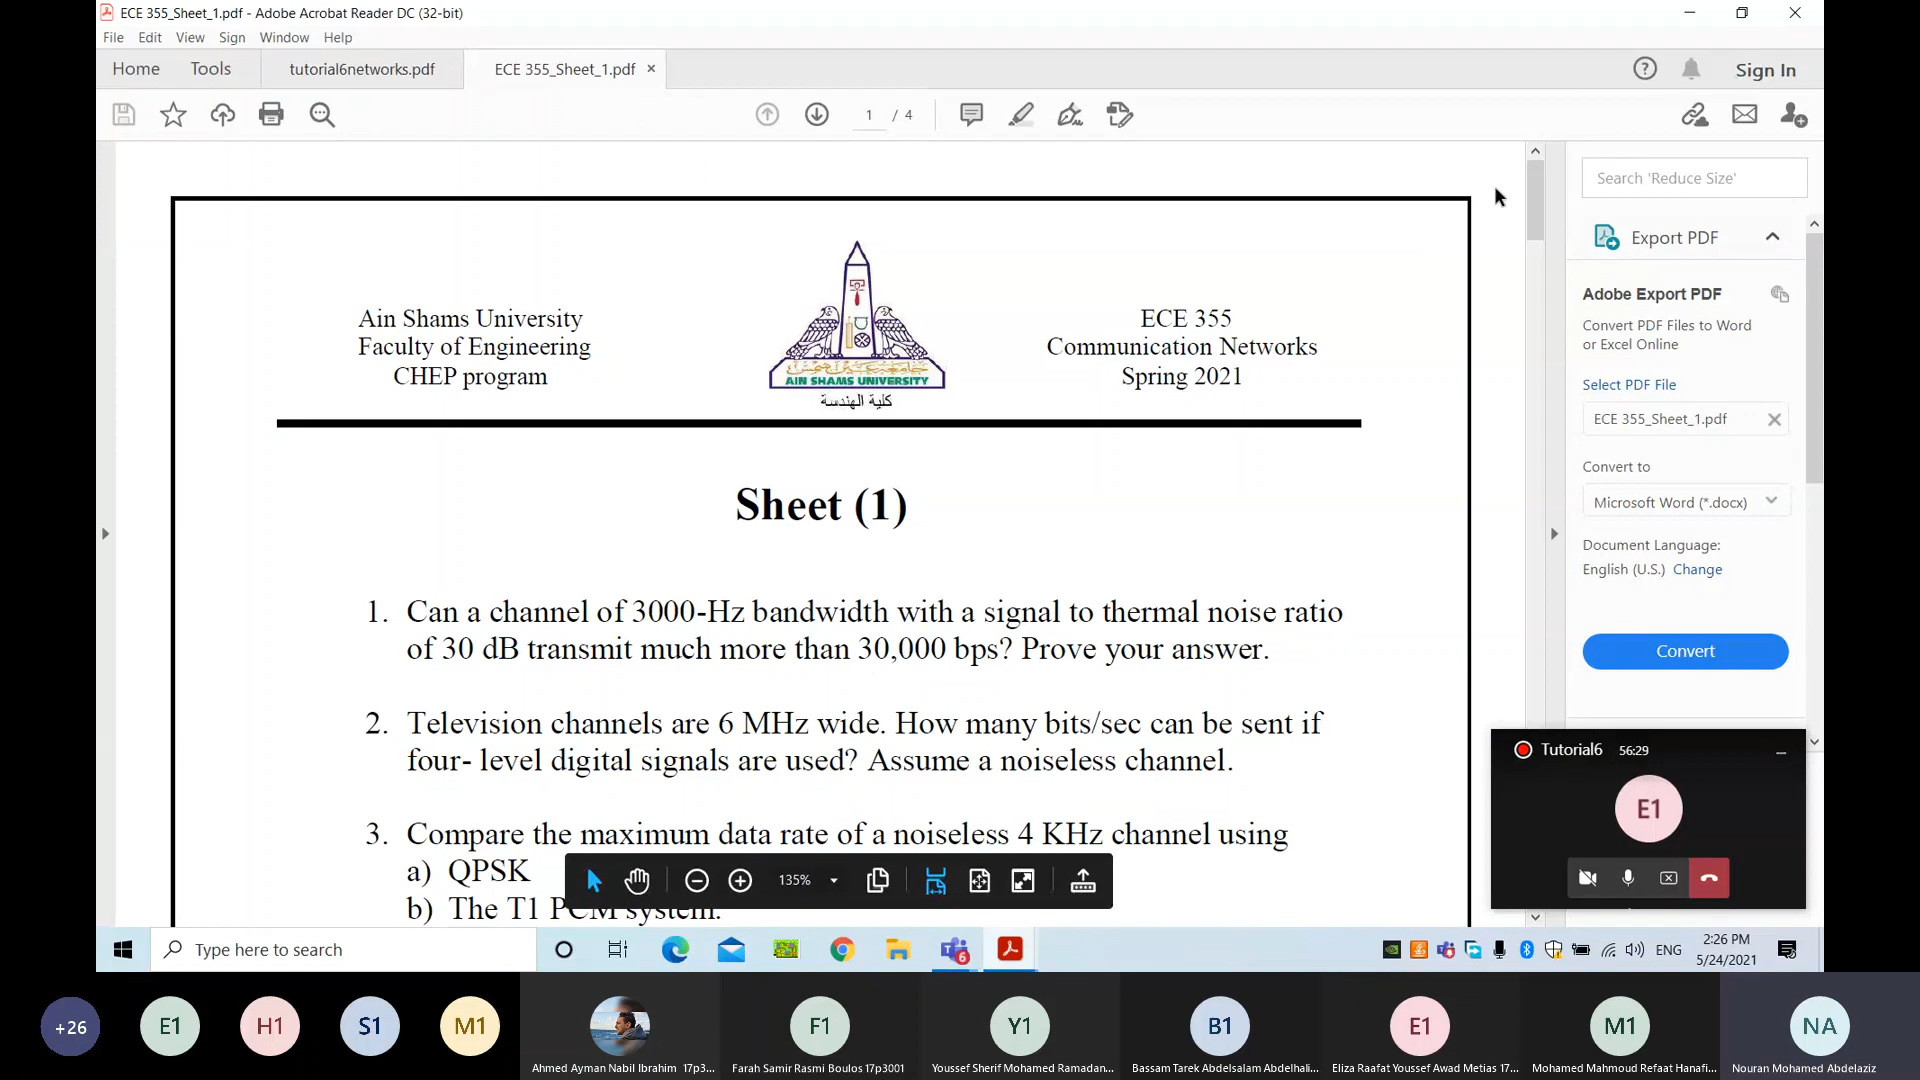 ECE 355_Sheet_1.pdf - Adobe Acrobat Reader DC (32-bit)
File Edit View Sign Window Help
Home Tools tutorial6networks.pdf ECE 355_Sheet_1.pdf × Sign In
1 / 4
Search 'Reduce Size'
Export PDF
Adobe Export PDF
Convert PDF Files to Word
or Excel Online
Select PDF File
ECE 355_Sheet_1.pdf
Convert to
Microsoft Word (*.docx)
Document Language:
English (U.S.) Change
Convert
Ain Shams University
Faculty of Engineering
CHEP program
AIN SHAMS UNIVERSITY
كلية الهندسة
ECE 355
Communication Networks
Spring 2021
Sheet (1)
1. Can a channel of 3000-Hz bandwidth with a signal to thermal noise ratio
of 30 dB transmit much more than 30,000 bps? Prove your answer.
2. Television channels are 6 MHz wide. How many bits/sec can be sent if
four- level digital signals are used? Assume a noiseless channel.
3. Compare the maximum data rate of a noiseless 4 KHz channel using
a) QPSK
b) The T1 PCM system.
135%
Tutorial6 56:29
E1
Type here to search
6
ENG
2:26 PM
5/24/2021
+26 E1 H1 S1 M1 F1 Y1 B1 E1 M1 NA
Ahmed Ayman Nabil Ibrahim 17p3... Farah Samir Rasmi Boulos 17p3001 Youssef Sherif Mohamed Ramadan... Bassam Tarek Abdelsalam Abdelhali... Eliza Raafat Youssef Awad Metias 17... Mohamed Mahmoud Refaat Hanafi... Nouran Mohamed Abdelaziz